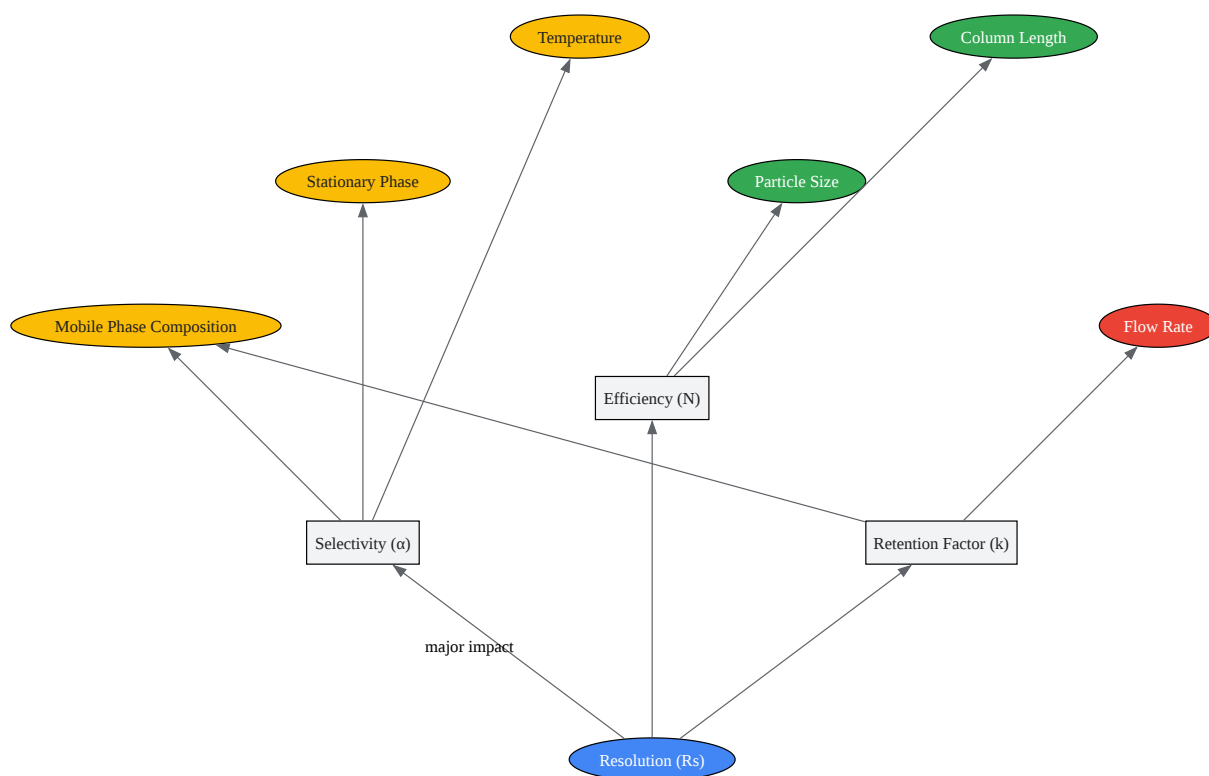 Temperature
Column Length
Stationary Phase
Particle Size
Mobile Phase Composition
Flow Rate
Efficiency (N)
Selectivity (α)
Retention Factor (k)
major impact
Resolution (Rs)